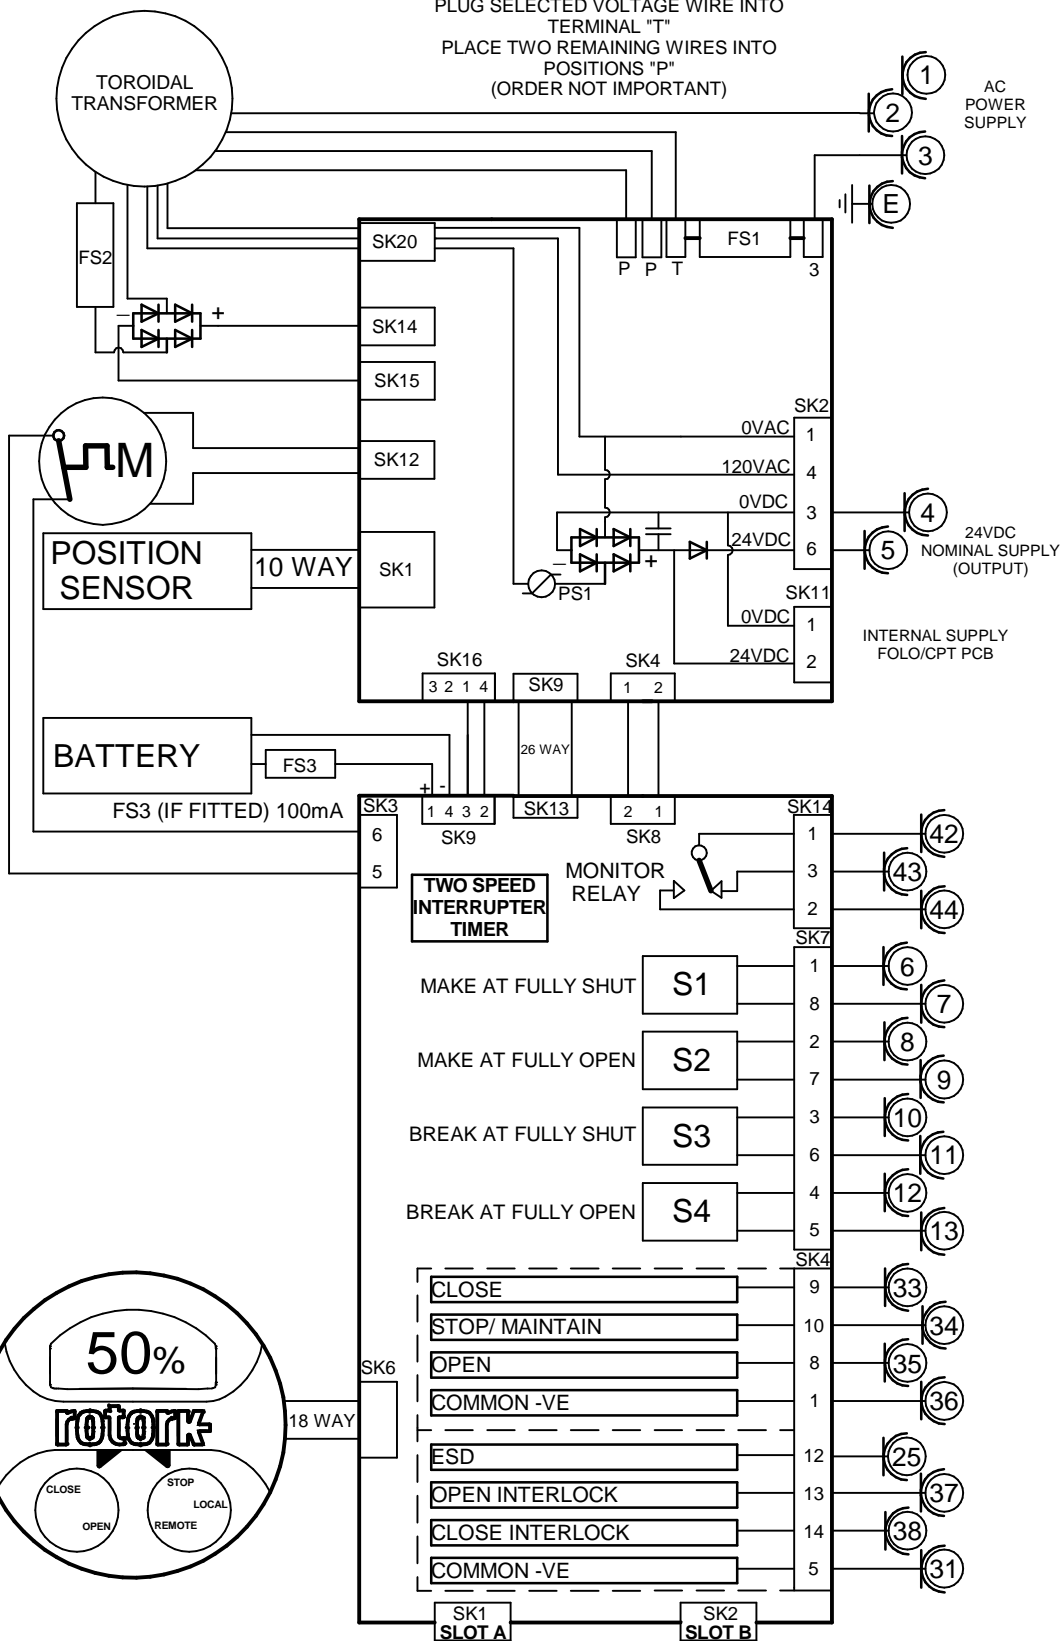 PLUG SELECTED VOLTAGE WIRE INTO
TERMINAL "T"
PLACE TWO REMAINING WIRES INTO
POSITIONS "P"
(ORDER NOT IMPORTANT)
TOROIDAL
TRANSFORMER
1
2
3
E
AC
POWER
SUPPLY
FS2
SK20
P P T
FS1
3
SK14
– +
SK15
SK12
M
POSITION
SENSOR
10 WAY
SK1
SK2
0VAC 1
120VAC 4
0VDC 3
24VDC 6
4
5
24VDC
NOMINAL SUPPLY
(OUTPUT)
– +
PS1
SK11
0VDC 1
24VDC 2
INTERNAL SUPPLY
FOLO/CPT PCB
SK16
3 2 1 4
SK9
SK4
1 2
BATTERY
FS3
26 WAY
FS3 (IF FITTED) 100mA
+ -
SK3
6
5
1 4 3 2
SK9
SK13
2 1
SK8
SK14
1
3
2
42
43
44
MONITOR
RELAY
TWO SPEED
INTERRUPTER
TIMER
SK7
MAKE AT FULLY SHUT S1 1 6
8 7
MAKE AT FULLY OPEN S2 2 8
7 9
BREAK AT FULLY SHUT S3 3 10
6 11
BREAK AT FULLY OPEN S4 4 12
5 13
SK4
CLOSE 9 33
STOP/ MAINTAIN 10 34
OPEN 8 35
COMMON -VE 1 36
ESD 12 25
OPEN INTERLOCK 13 37
CLOSE INTERLOCK 14 38
COMMON -VE 5 31
50%
rotork
CLOSE
OPEN
STOP
LOCAL
REMOTE
18 WAY
SK6
SK1
SLOT A
SK2
SLOT B